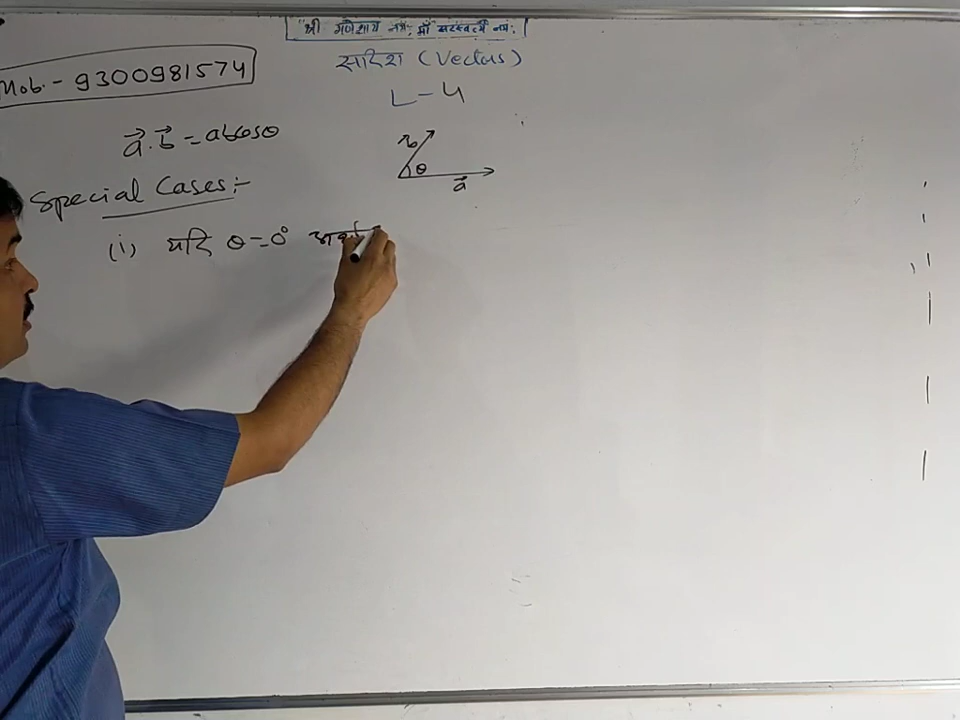 "श्री गणेशाय नमः, माँ सरस्वत्यै नमः"
Mob. - 9300981574
सदिश (Vectors)
L - 4
a⃗.b⃗ = abcosθ
b⃗
θ
a⃗
Special Cases:-
(i) यदि θ = 0°